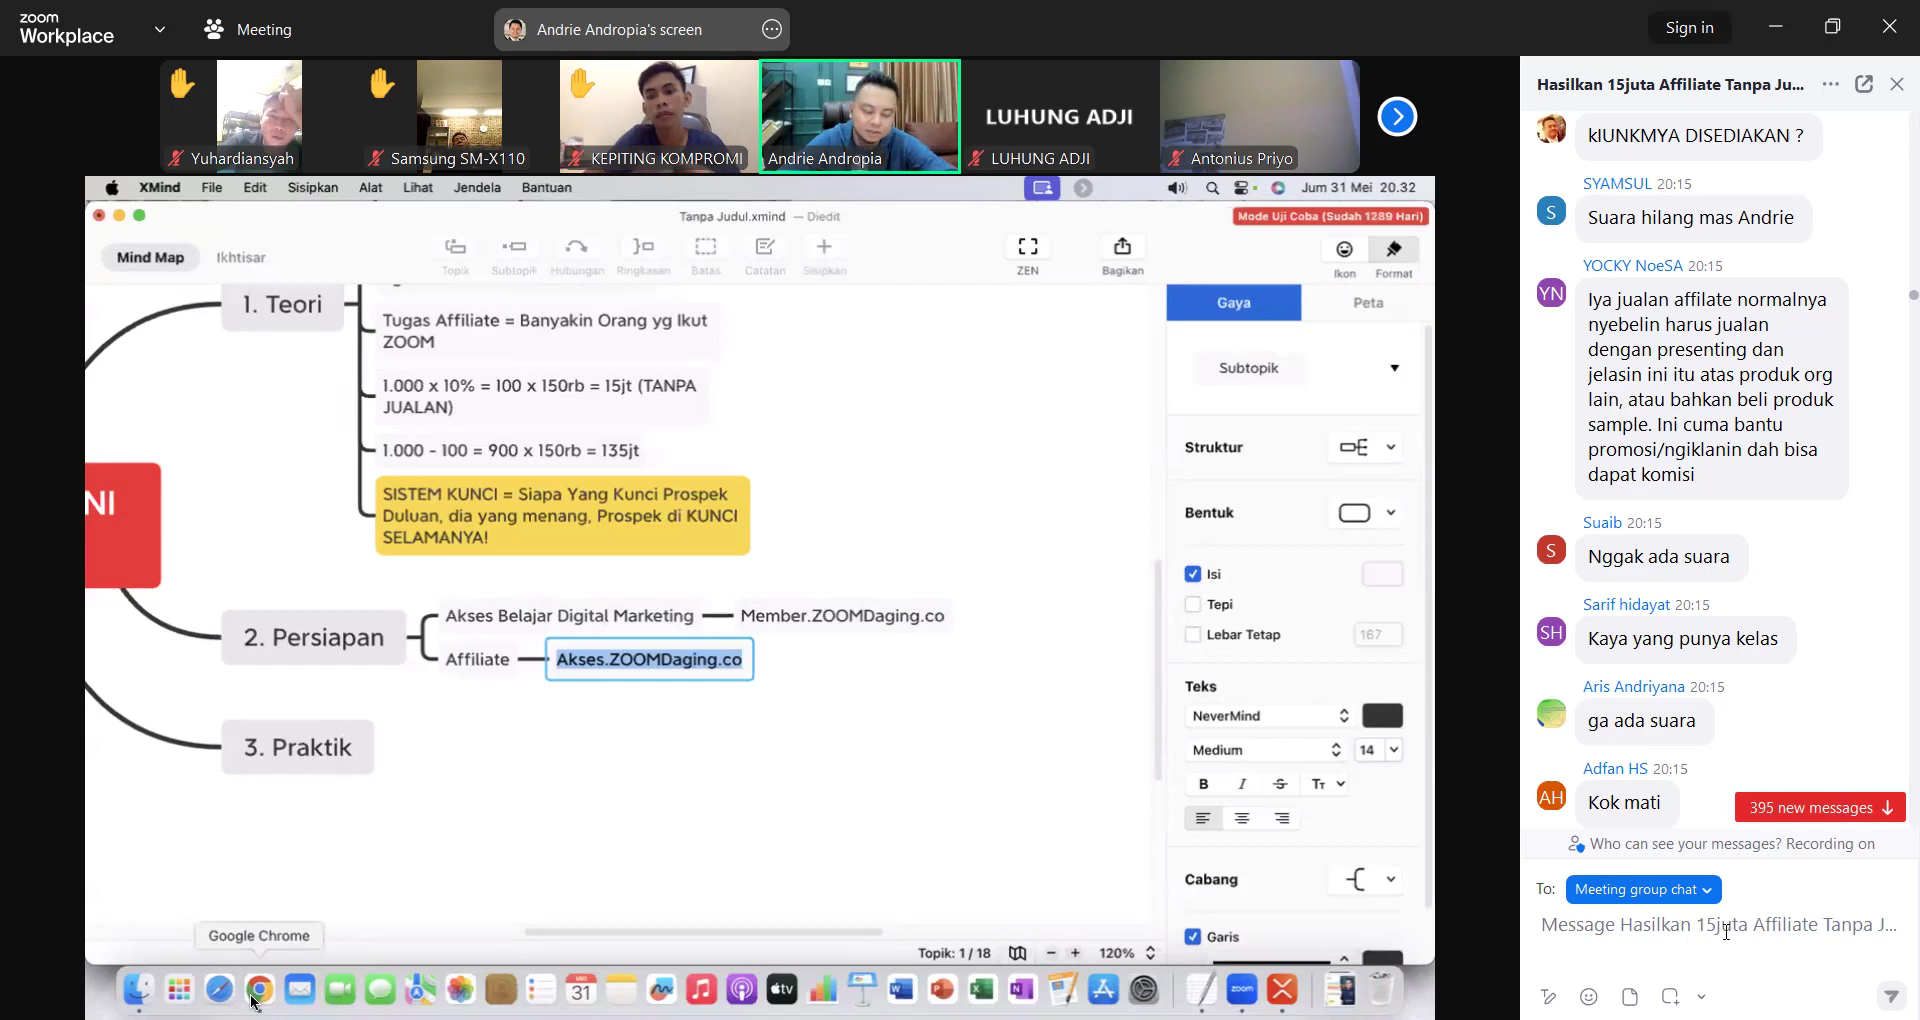 zoom
Workplace
Meeting
Andrie Andropia's screen
Sign in
Yuhardiansyah
Samsung SM-X110
KEPITING KOMPROMI
Andrie Andropia
LUHUNG ADJI
LUHUNG ADJI
Antonius Priyo
XMind File Edit Sisipkan Alat Lihat Jendela Bantuan
Jum 31 Mei 20.32
Tanpa Judul.xmind — Diedit
Mode Uji Coba (Sudah 1289 Hari)
Mind Map Ikhtisar
Topik Subtopik Hubungan Ringkasan Batas Catatan Sisipkan
ZEN
Bagikan
Ikon Format
1. Teori
Tugas Affiliate = Banyakin Orang yg Ikut
ZOOM
1.000 x 10% = 100 x 150rb = 15jt (TANPA
JUALAN)
1.000 - 100 = 900 x 150rb = 135jt
SISTEM KUNCI = Siapa Yang Kunci Prospek
Duluan, dia yang menang, Prospek di KUNCI
SELAMANYA!
NI
2. Persiapan
Akses Belajar Digital Marketing
Member.ZOOMDaging.co
Affiliate
Akses.ZOOMDaging.co
3. Praktik
Google Chrome
Topik: 1 / 18
120%
Gaya Peta
Subtopik
Struktur
Bentuk
Isi
Tepi
Lebar Tetap 167
Teks
NeverMind
Medium 14
B I S Tт
Cabang
Garis
31
tv
zoom
Hasilkan 15juta Affiliate Tanpa Ju...
kIUNKMYA DISEDIAKAN ?
SYAMSUL 20:15
S
Suara hilang mas Andrie
YOCKY NoeSA 20:15
YN
Iya jualan affilate normalnya
nyebelin harus jualan
dengan presenting dan
jelasin ini itu atas produk org
lain, atau bahkan beli produk
sample. Ini cuma bantu
promosi/ngiklanin dah bisa
dapat komisi
Suaib 20:15
S
Nggak ada suara
Sarif hidayat 20:15
SH
Kaya yang punya kelas
Aris Andriyana 20:15
ga ada suara
Adfan HS 20:15
AH
Kok mati
395 new messages
Who can see your messages? Recording on
To: Meeting group chat
Message Hasilkan 15juta Affiliate Tanpa J...